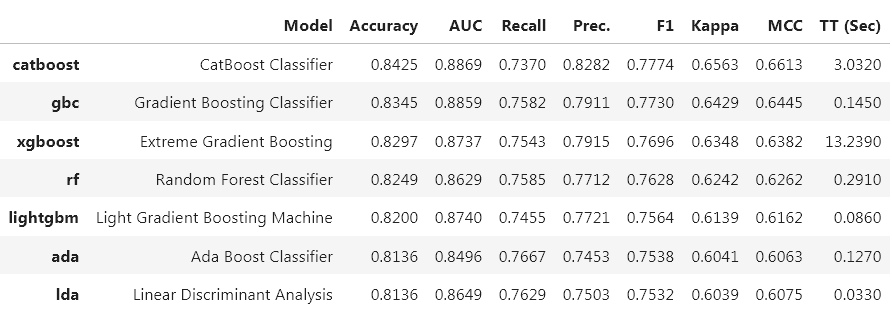 Model Accuracy AUC Recall Prec. F1 Kappa MCC TT (Sec)
catboost CatBoost Classifier 0.8425 0.8869 0.7370 0.8282 0.7774 0.6563 0.6613 3.0320
gbc Gradient Boosting Classifier 0.8345 0.8859 0.7582 0.7911 0.7730 0.6429 0.6445 0.1450
xgboost Extreme Gradient Boosting 0.8297 0.8737 0.7543 0.7915 0.7696 0.6348 0.6382 13.2390
rf Random Forest Classifier 0.8249 0.8629 0.7585 0.7712 0.7628 0.6242 0.6262 0.2910
lightgbm Light Gradient Boosting Machine 0.8200 0.8740 0.7455 0.7721 0.7564 0.6139 0.6162 0.0860
ada Ada Boost Classifier 0.8136 0.8496 0.7667 0.7453 0.7538 0.6041 0.6063 0.1270
lda Linear Discriminant Analysis 0.8136 0.8649 0.7629 0.7503 0.7532 0.6039 0.6075 0.0330